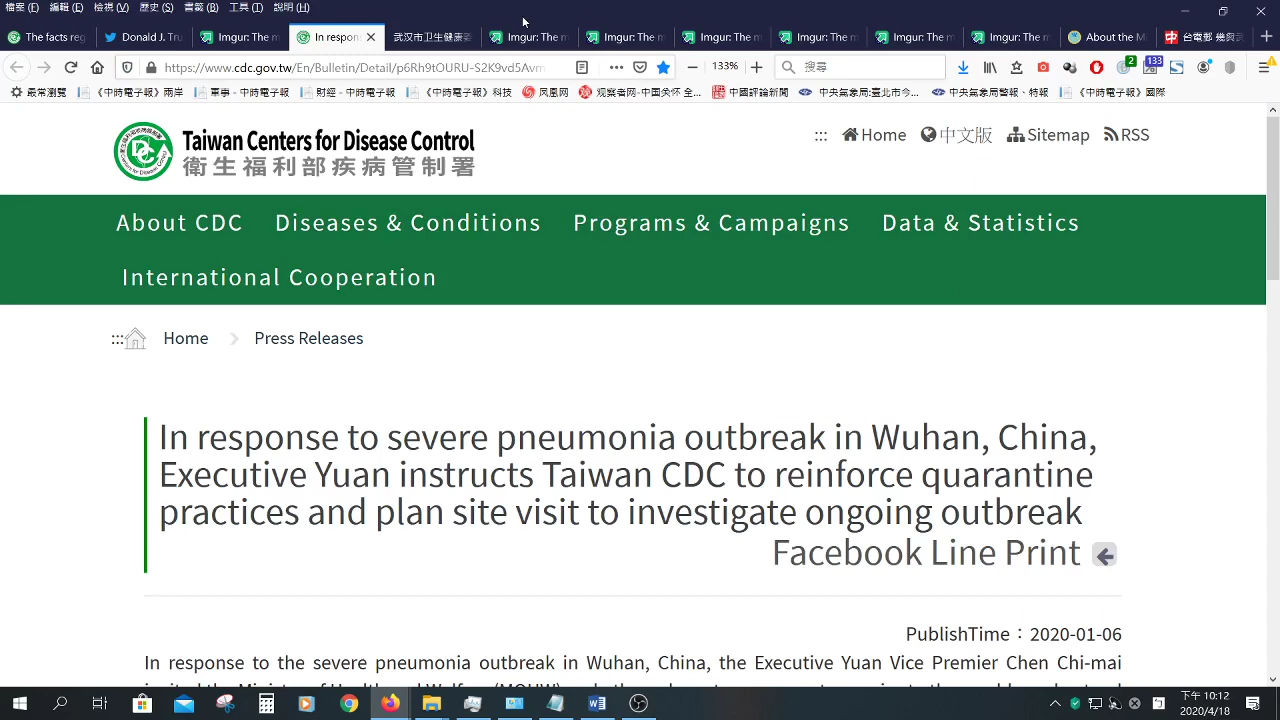 檔案 (F) 編輯 (E) 檢視 (V) 歷史 (S) 書籤 (B) 工具 (T) 說明 (H)
The facts reg
Donald J. Tru
Imgur: The m
In respon
武汉市卫生健康委
Imgur: The m
Imgur: The m
Imgur: The m
Imgur: The m
Imgur: The m
Imgur: The m
About the Mi
https://www.cdc.gov.tw/En/Bulletin/Detail/p6RH9tOURU-S2K9vd5Avm
133%
搜尋
2
133
最常瀏覽 《中時電子報》兩岸 軍事 - 中時電子報 財經 - 中時電子報 《中時電子報》科技 凤凰网 观察者网-中国关怀 全... 中國評論新聞 中央氣象局:臺北市今... 中央氣象局警報、特報 《中時電子報》國際
Taiwan Centers for Disease Control
衛生福利部疾病管制署
::: Home 中文版 Sitemap RSS
About CDC Diseases & Conditions Programs & Campaigns Data & Statistics
International Cooperation
::: Home Press Releases
In response to severe pneumonia outbreak in Wuhan, China,
Executive Yuan instructs Taiwan CDC to reinforce quarantine
practices and plan site visit to investigate ongoing outbreak
Facebook Line Print
PublishTime：2020-01-06
In response to the severe pneumonia outbreak in Wuhan, China, the Executive Yuan Vice Premier Chen Chi-mai
下午 10:12
2020/4/18